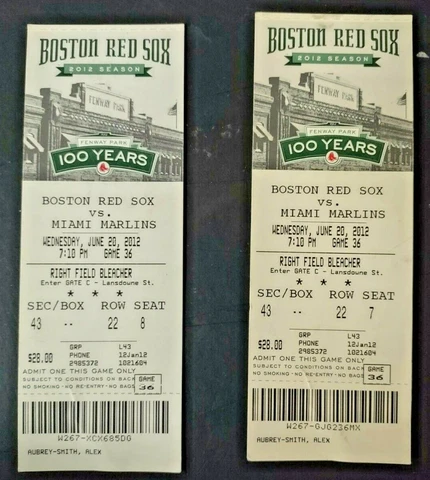 BOSTON RED SOX
2012 SEASON
FENWAY PARK
FENWAY PARK
100 YEARS
BOSTON RED SOX
vs.
MIAMI MARLINS
WEDNESDAY, JUNE 20, 2012
7:10 PM GAME 36
RIGHT FIELD BLEACHER
Enter GATE C - Lansdowne St.
* * *
SEC/BOX ROW SEAT
43 -- 22 8
GRP L43
$28.00 PHONE 12Jan12
2985372 1021604
ADMIT ONE THIS GAME ONLY
SUBJECT TO CONDITIONS ON BACK
NO SMOKING · NO RE-ENTRY · NO BAGS
GAME
36
W267-XCX685DG
AUBREY-SMITH, ALEX
BOSTON RED SOX
2012 SEASON
FENWAY PARK
FENWAY PARK
100 YEARS
BOSTON RED SOX
vs.
MIAMI MARLINS
WEDNESDAY, JUNE 20, 2012
7:10 PM GAME 36
RIGHT FIELD BLEACHER
Enter GATE C - Lansdowne St.
* * *
SEC/BOX ROW SEAT
43 -- 22 7
GRP L43
$28.00 PHONE 12Jan12
2985372 1021604
ADMIT ONE THIS GAME ONLY
SUBJECT TO CONDITIONS ON BACK
NO SMOKING · NO RE-ENTRY · NO BAGS
GAME
36
W267-GJG236MX
AUBREY-SMITH, ALEX